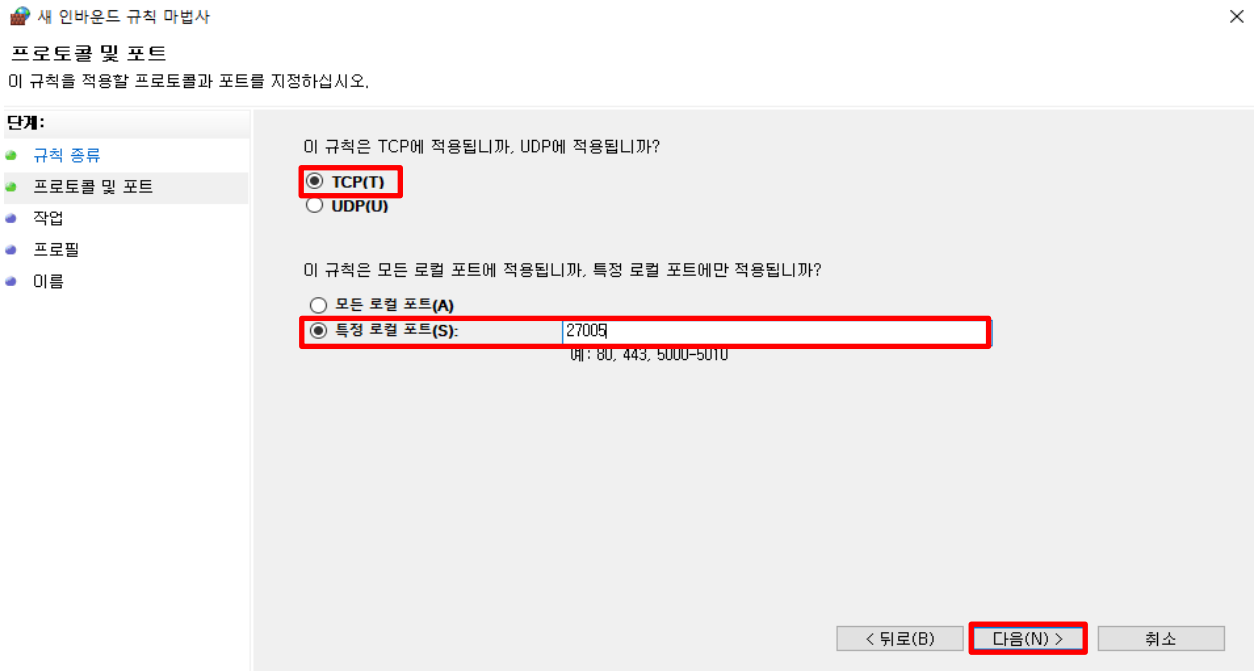 새 인바운드 규칙 마법사
프로토콜 및 포트
이 규칙을 적용할 프로토콜과 포트를 지정하십시오.
단계:
규칙 종류
프로토콜 및 포트
작업
프로필
이름
이 규칙은 TCP에 적용됩니까, UDP에 적용됩니까?
TCP(T)
UDP(U)
이 규칙은 모든 로컬 포트에 적용됩니까, 특정 로컬 포트에만 적용됩니까?
모든 로컬 포트(A)
특정 로컬 포트(S): 27005
예: 80, 443, 5000-5010
< 뒤로(B) 다음(N) > 취소